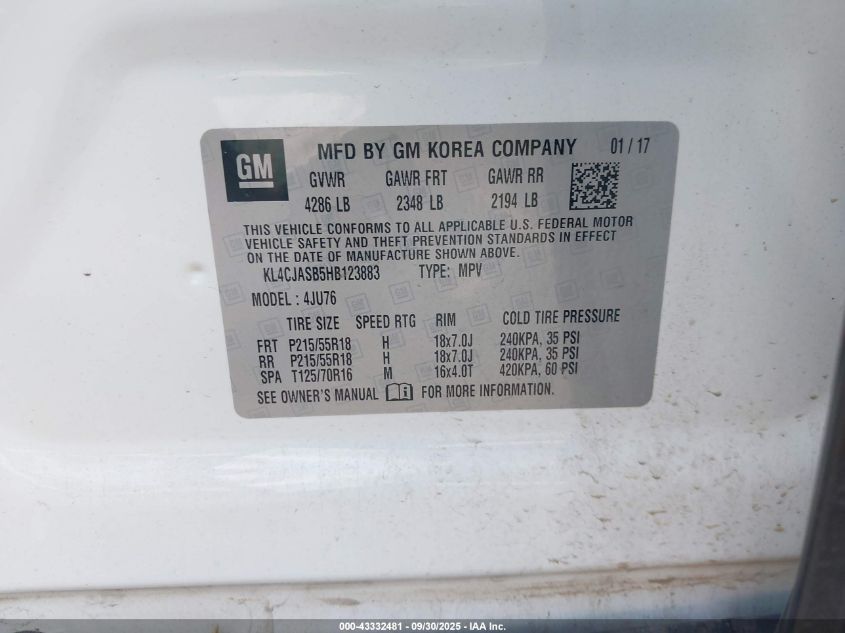 GM
MFD BY GM KOREA COMPANY 01 / 17
GVWR GAWR FRT GAWR RR
4286 LB 2348 LB 2194 LB
THIS VEHICLE CONFORMS TO ALL APPLICABLE U.S. FEDERAL MOTOR
VEHICLE SAFETY AND THEFT PREVENTION STANDARDS IN EFFECT
ON THE DATE OF MANUFACTURE SHOWN ABOVE.
KL4CJASB5HB123883 TYPE: MPV
MODEL : 4JU76
TIRE SIZE SPEED RTG RIM COLD TIRE PRESSURE
FRT P215/55R18 H 18x7.0J 240KPA, 35 PSI
RR P215/55R18 H 18x7.0J 240KPA, 35 PSI
SPA T125/70R16 M 16x4.0T 420KPA, 60 PSI
SEE OWNER'S MANUAL FOR MORE INFORMATION.
000-43332481 - 09/30/2025 - IAA Inc.